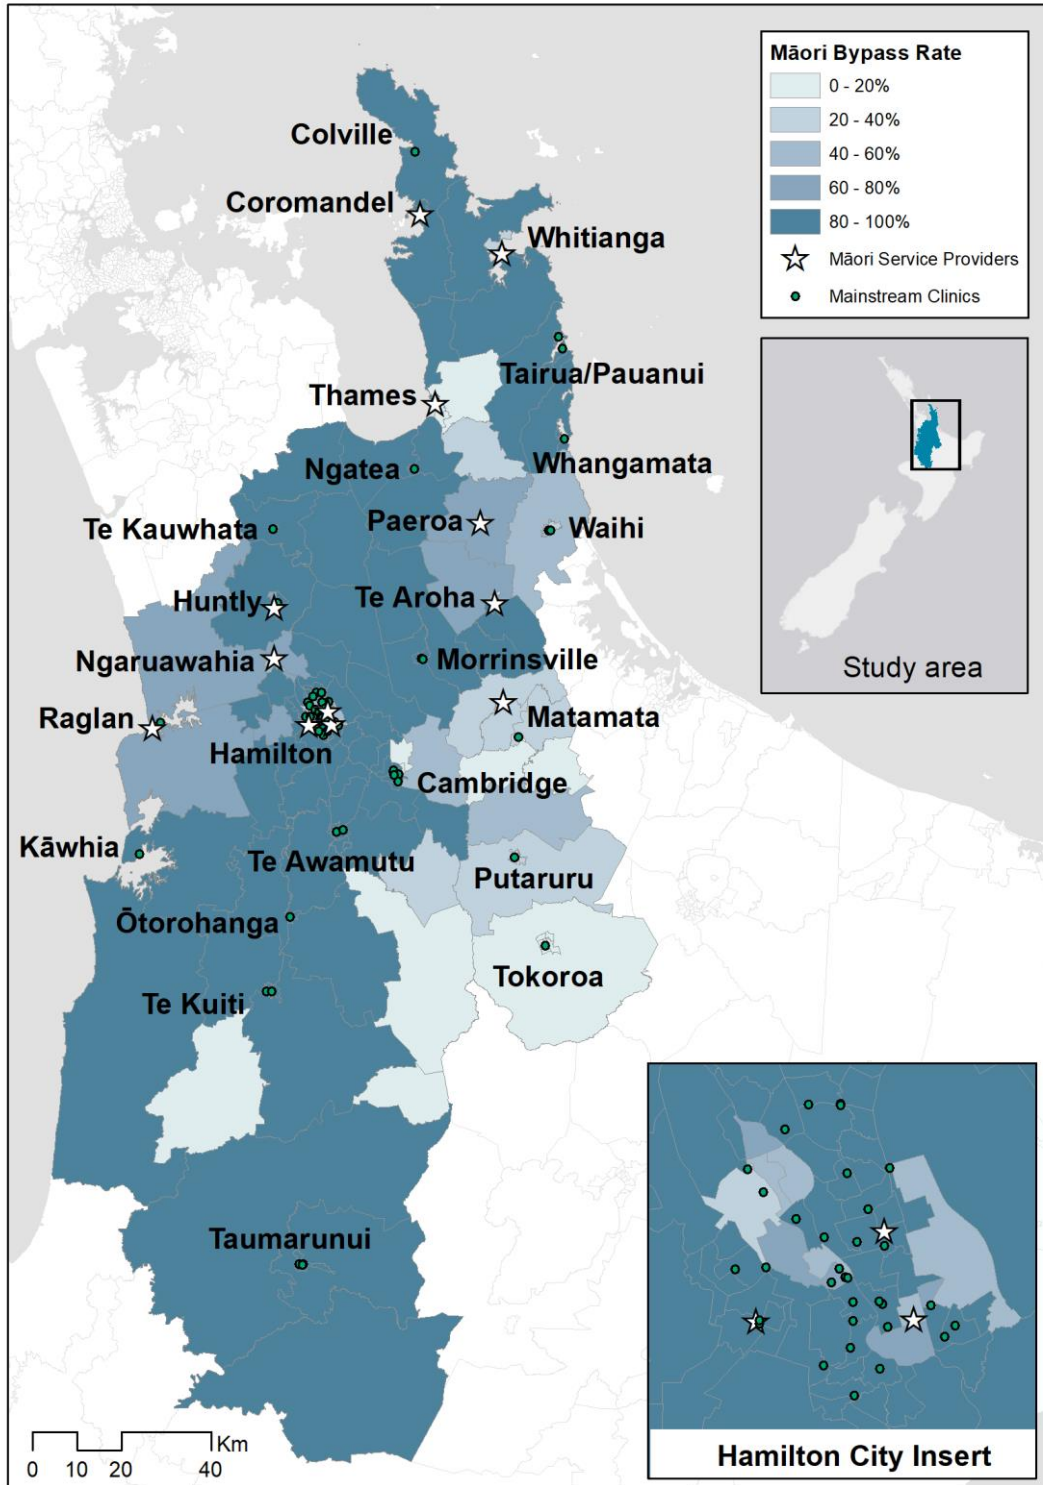 Māori Bypass Rate
0 - 20%
20 - 40%
40 - 60%
60 - 80%
80 - 100%
Māori Service Providers
Mainstream Clinics
Colville
Coromandel
Whitianga
Tairua/Pauanui
Thames
Whangamata
Ngatea
Paeroa
Waihi
Te Kauwhata
Huntly
Te Aroha
Ngaruawahia
Morrinsville
Study area
Raglan
Matamata
Hamilton
Cambridge
Kāwhia
Te Awamutu
Putaruru
Ōtorohanga
Tokoroa
Te Kuiti
Taumarunui
Km
0 10 20 40
Hamilton City Insert